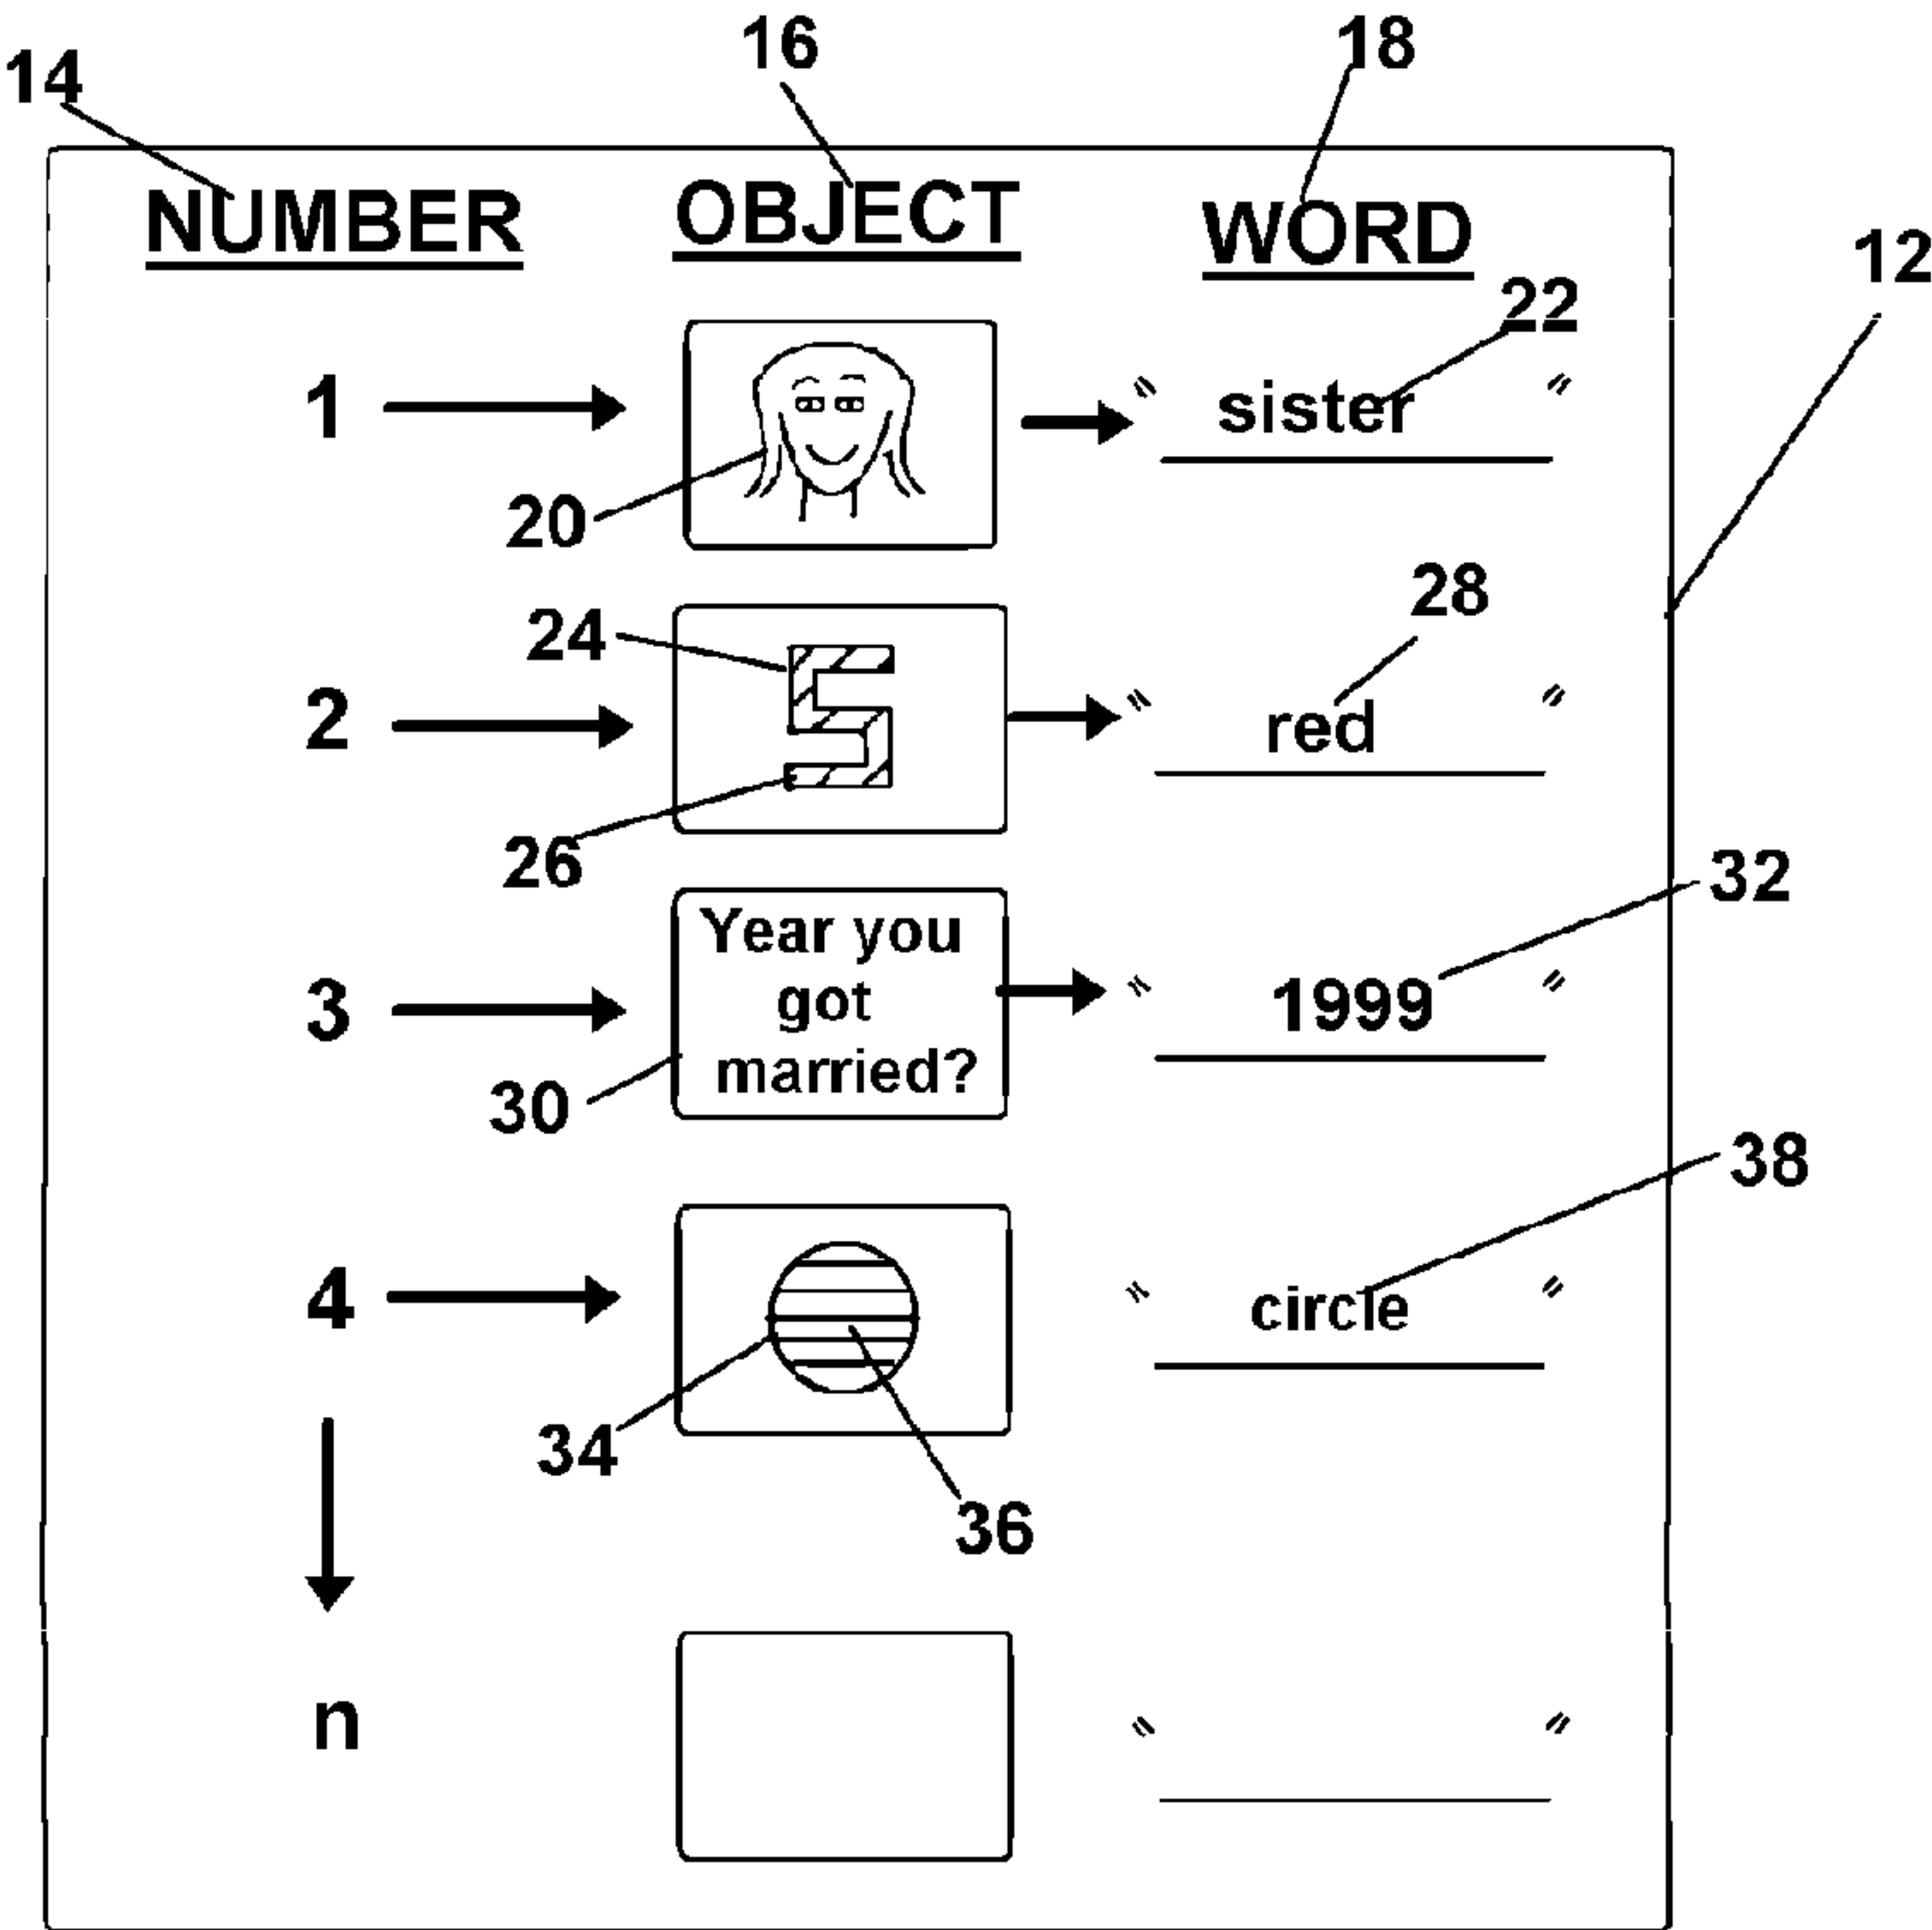 16 18
14
NUMBER OBJECT WORD
12
22
1 " sister "
20
28
24
2 " red "
26
32
Year you
got
married?
3 " 1999 "
30
38
4 " circle "
34
36
n " "